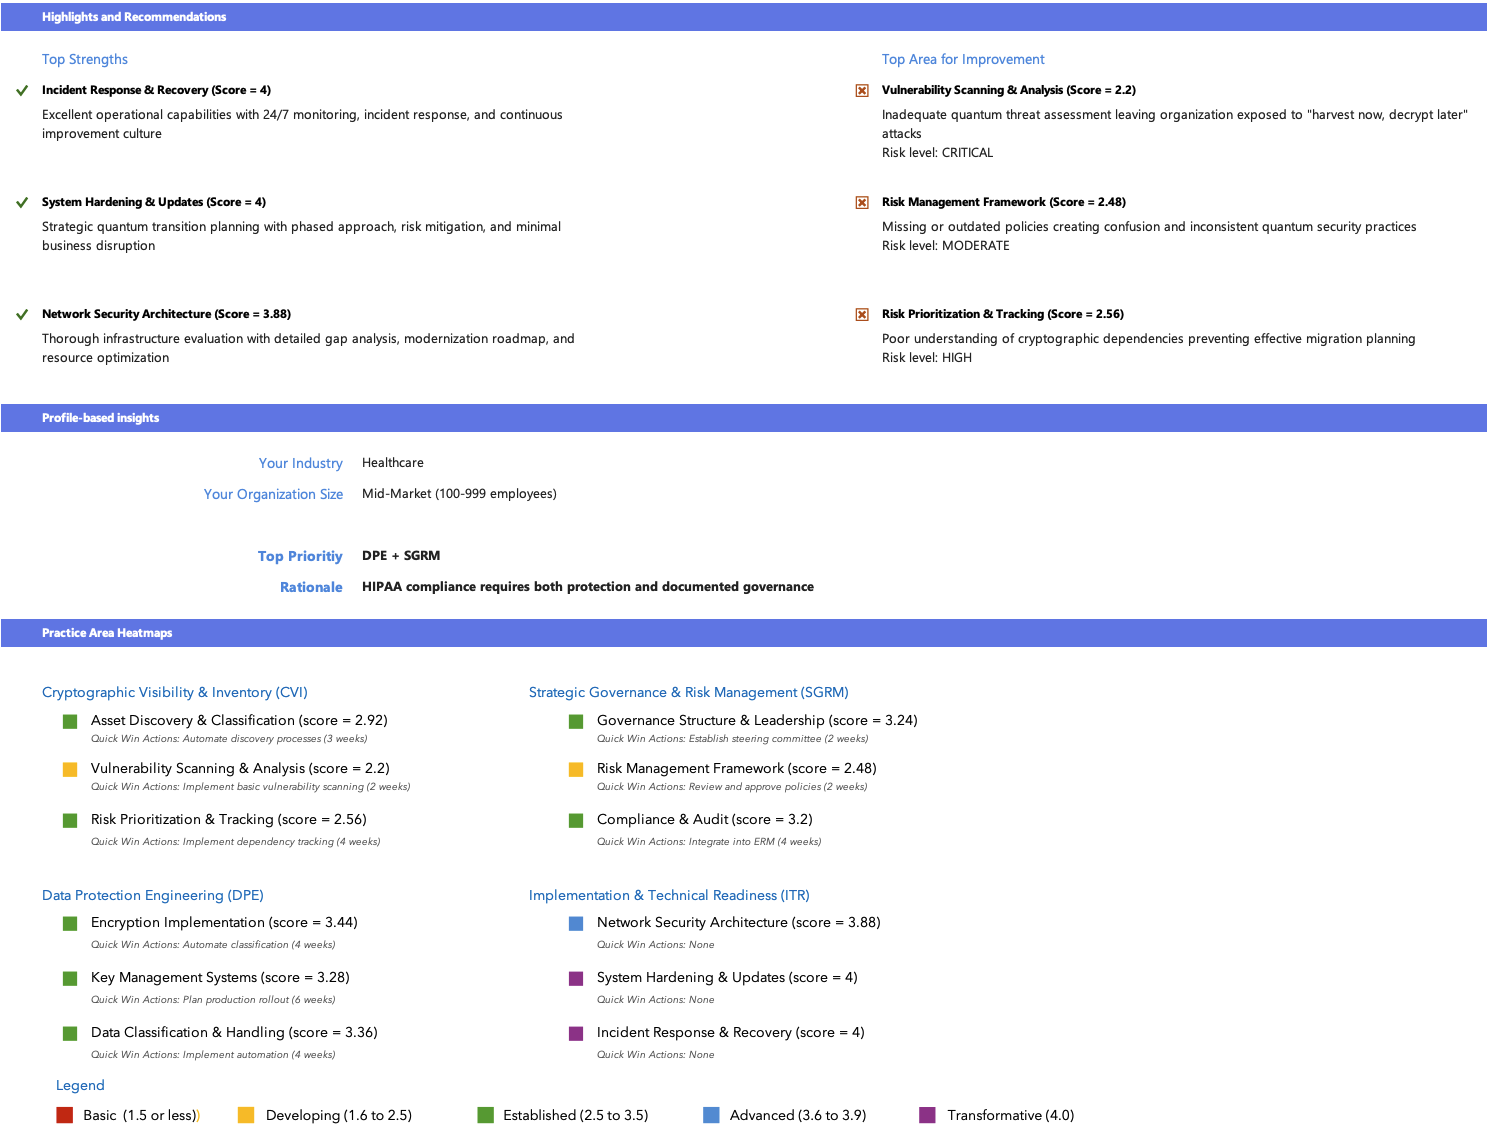 Highlights and Recommendations
Top Strengths
Incident Response & Recovery (Score = 4)
Excellent operational capabilities with 24/7 monitoring, incident response, and continuous
improvement culture
System Hardening & Updates (Score = 4)
Strategic quantum transition planning with phased approach, risk mitigation, and minimal
business disruption
Network Security Architecture (Score = 3.88)
Thorough infrastructure evaluation with detailed gap analysis, modernization roadmap, and
resource optimization
Top Area for Improvement
Vulnerability Scanning & Analysis (Score = 2.2)
Inadequate quantum threat assessment leaving organization exposed to "harvest now, decrypt later"
attacks
Risk level: CRITICAL
Risk Management Framework (Score = 2.48)
Missing or outdated policies creating confusion and inconsistent quantum security practices
Risk level: MODERATE
Risk Prioritization & Tracking (Score = 2.56)
Poor understanding of cryptographic dependencies preventing effective migration planning
Risk level: HIGH
Profile-based insights
Your Industry Healthcare
Your Organization Size Mid-Market (100-999 employees)
Top Prioritiy DPE + SGRM
Rationale HIPAA compliance requires both protection and documented governance
Practice Area Heatmaps
Cryptographic Visibility & Inventory (CVI)
Asset Discovery & Classification (score = 2.92)
Quick Win Actions: Automate discovery processes (3 weeks)
Vulnerability Scanning & Analysis (score = 2.2)
Quick Win Actions: Implement basic vulnerability scanning (2 weeks)
Risk Prioritization & Tracking (score = 2.56)
Quick Win Actions: Implement dependency tracking (4 weeks)
Strategic Governance & Risk Management (SGRM)
Governance Structure & Leadership (score = 3.24)
Quick Win Actions: Establish steering committee (2 weeks)
Risk Management Framework (score = 2.48)
Quick Win Actions: Review and approve policies (2 weeks)
Compliance & Audit (score = 3.2)
Quick Win Actions: Integrate into ERM (4 weeks)
Data Protection Engineering (DPE)
Encryption Implementation (score = 3.44)
Quick Win Actions: Automate classification (4 weeks)
Key Management Systems (score = 3.28)
Quick Win Actions: Plan production rollout (6 weeks)
Data Classification & Handling (score = 3.36)
Quick Win Actions: Implement automation (4 weeks)
Implementation & Technical Readiness (ITR)
Network Security Architecture (score = 3.88)
Quick Win Actions: None
System Hardening & Updates (score = 4)
Quick Win Actions: None
Incident Response & Recovery (score = 4)
Quick Win Actions: None
Legend
Basic (1.5 or less)) Developing (1.6 to 2.5) Established (2.5 to 3.5) Advanced (3.6 to 3.9) Transformative (4.0)